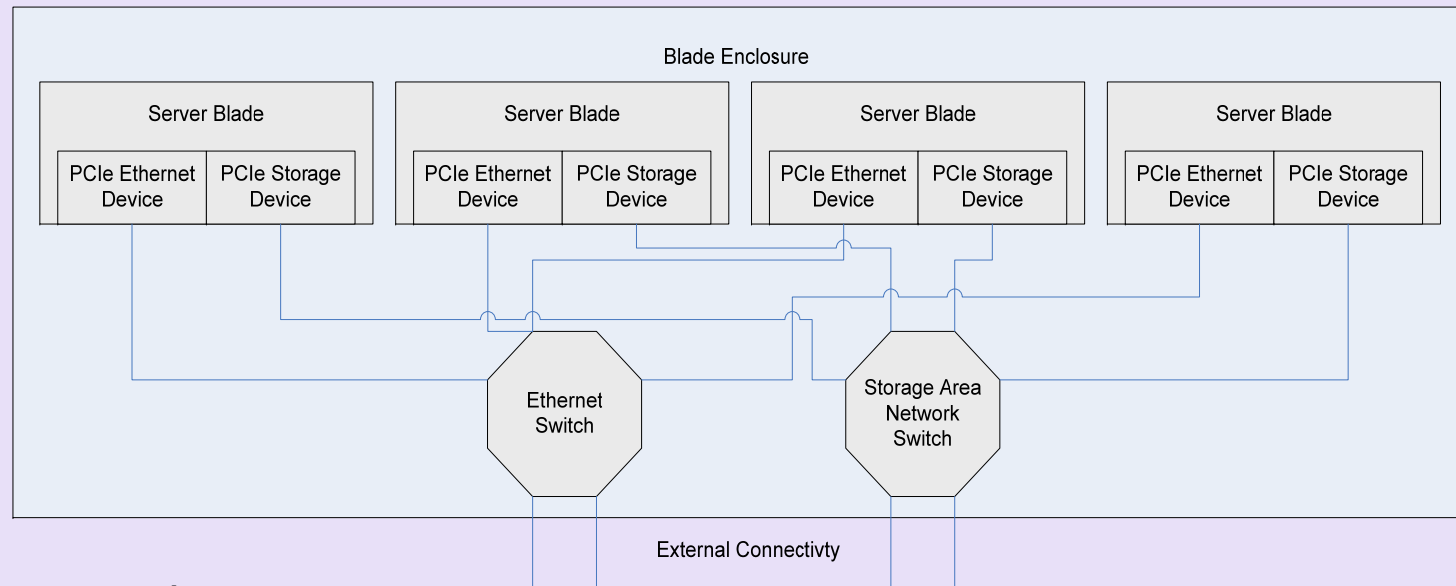 Blade Enclosure
Server Blade
Server Blade
Server Blade
Server Blade
PCIe Ethernet
Device
PCIe Storage
Device
PCIe Ethernet
Device
PCIe Storage
Device
PCIe Ethernet
Device
PCIe Storage
Device
PCIe Ethernet
Device
PCIe Storage
Device
Ethernet
Switch
Storage Area
Network
Switch
External Connectivty